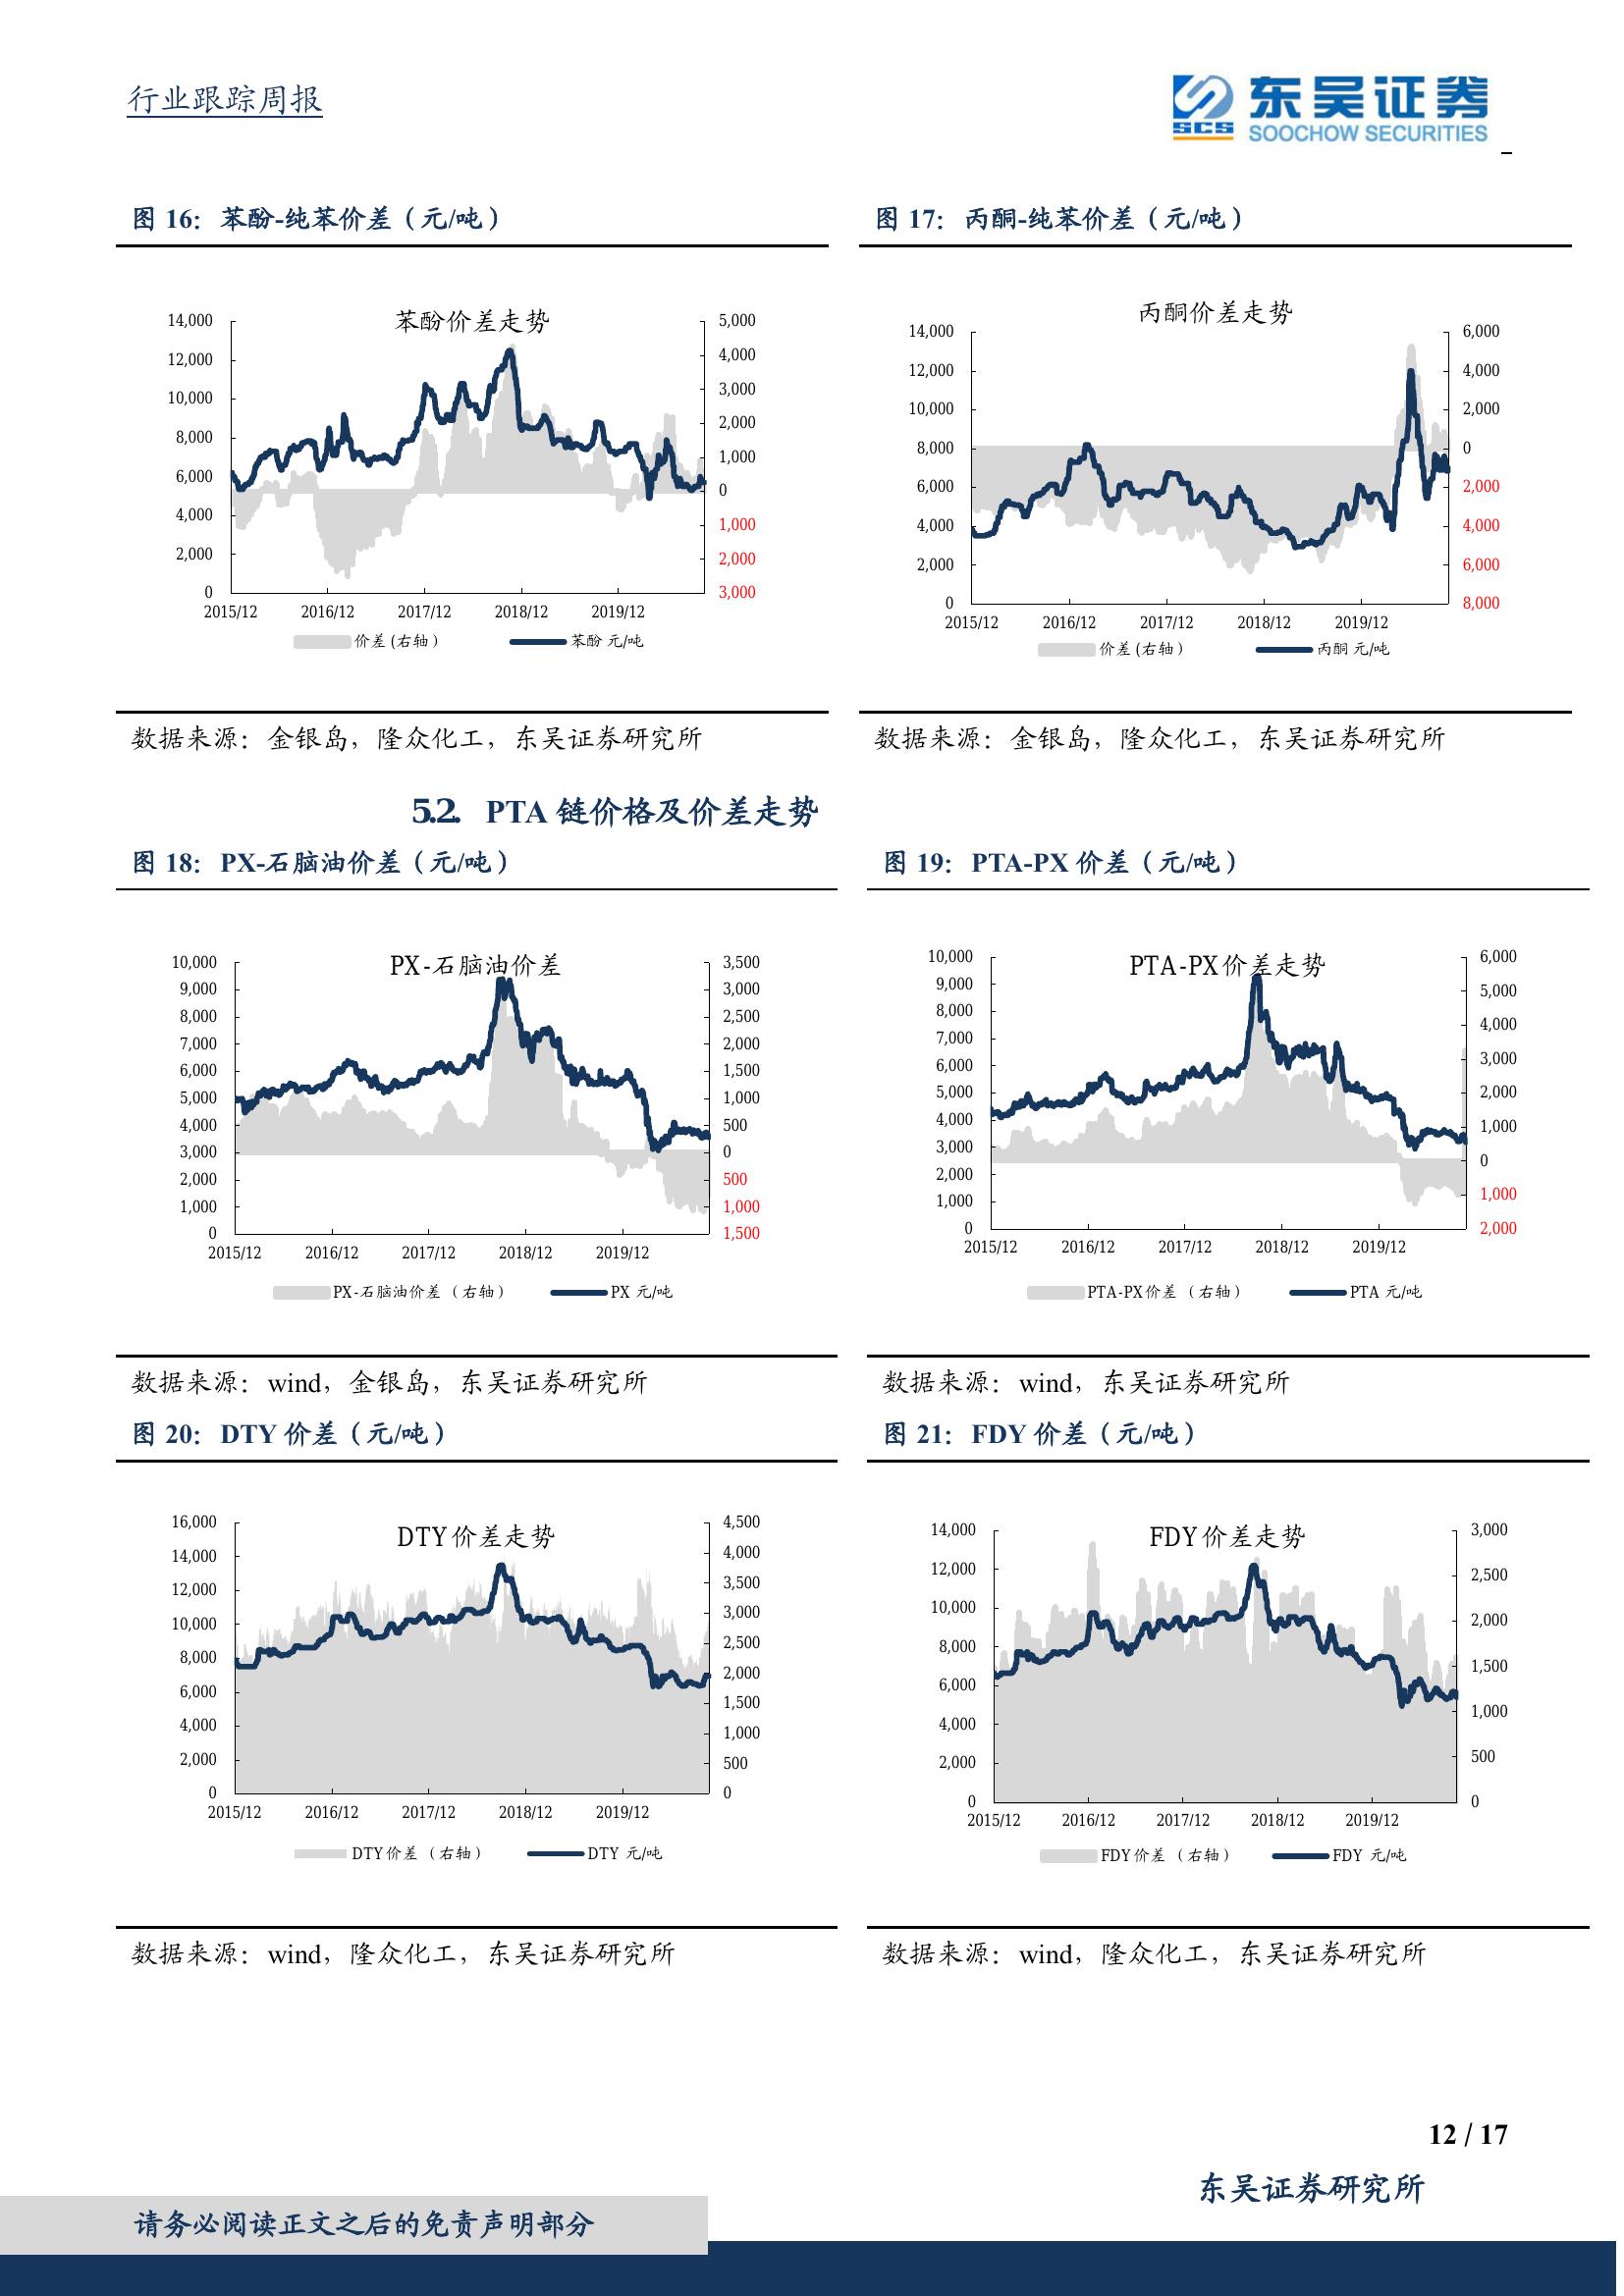 行业跟踪周报
东吴证券
SCS
SOOCHOW SECURITIES
图 16：苯酚-纯苯价差（元/吨）
苯酚价差走势
14,000
12,000
10,000
8,000
6,000
4,000
2,000
0
5,000
4,000
3,000
2,000
1,000
0
1,000
2,000
3,000
2015/12 2016/12 2017/12 2018/12 2019/12
价差(右轴) 苯酚 元/吨
数据来源：金银岛，隆众化工，东吴证券研究所
图 17：丙酮-纯苯价差（元/吨）
丙酮价差走势
14,000
12,000
10,000
8,000
6,000
4,000
2,000
0
6,000
4,000
2,000
0
2,000
4,000
6,000
8,000
2015/12 2016/12 2017/12 2018/12 2019/12
价差(右轴) 丙酮 元/吨
数据来源：金银岛，隆众化工，东吴证券研究所
5.2. PTA 链价格及价差走势
图 18：PX-石脑油价差（元/吨）
PX-石脑油价差
10,000
9,000
8,000
7,000
6,000
5,000
4,000
3,000
2,000
1,000
0
3,500
3,000
2,500
2,000
1,500
1,000
500
0
500
1,000
1,500
2015/12 2016/12 2017/12 2018/12 2019/12
PX-石脑油价差（右轴） PX 元/吨
数据来源：wind，金银岛，东吴证券研究所
图 19：PTA-PX 价差（元/吨）
PTA-PX价差走势
10,000
9,000
8,000
7,000
6,000
5,000
4,000
3,000
2,000
1,000
0
6,000
5,000
4,000
3,000
2,000
1,000
0
1,000
2,000
2015/12 2016/12 2017/12 2018/12 2019/12
PTA-PX价差（右轴） PTA 元/吨
数据来源：wind，东吴证券研究所
图 20：DTY 价差（元/吨）
DTY价差走势
16,000
14,000
12,000
10,000
8,000
6,000
4,000
2,000
0
4,500
4,000
3,500
3,000
2,500
2,000
1,500
1,000
500
0
2015/12 2016/12 2017/12 2018/12 2019/12
DTY价差（右轴） DTY 元/吨
数据来源：wind，隆众化工，东吴证券研究所
图 21：FDY 价差（元/吨）
FDY价差走势
14,000
12,000
10,000
8,000
6,000
4,000
2,000
0
3,000
2,500
2,000
1,500
1,000
500
0
2015/12 2016/12 2017/12 2018/12 2019/12
FDY价差（右轴） FDY 元/吨
数据来源：wind，隆众化工，东吴证券研究所
12 / 17
东吴证券研究所
请务必阅读正文之后的免责声明部分